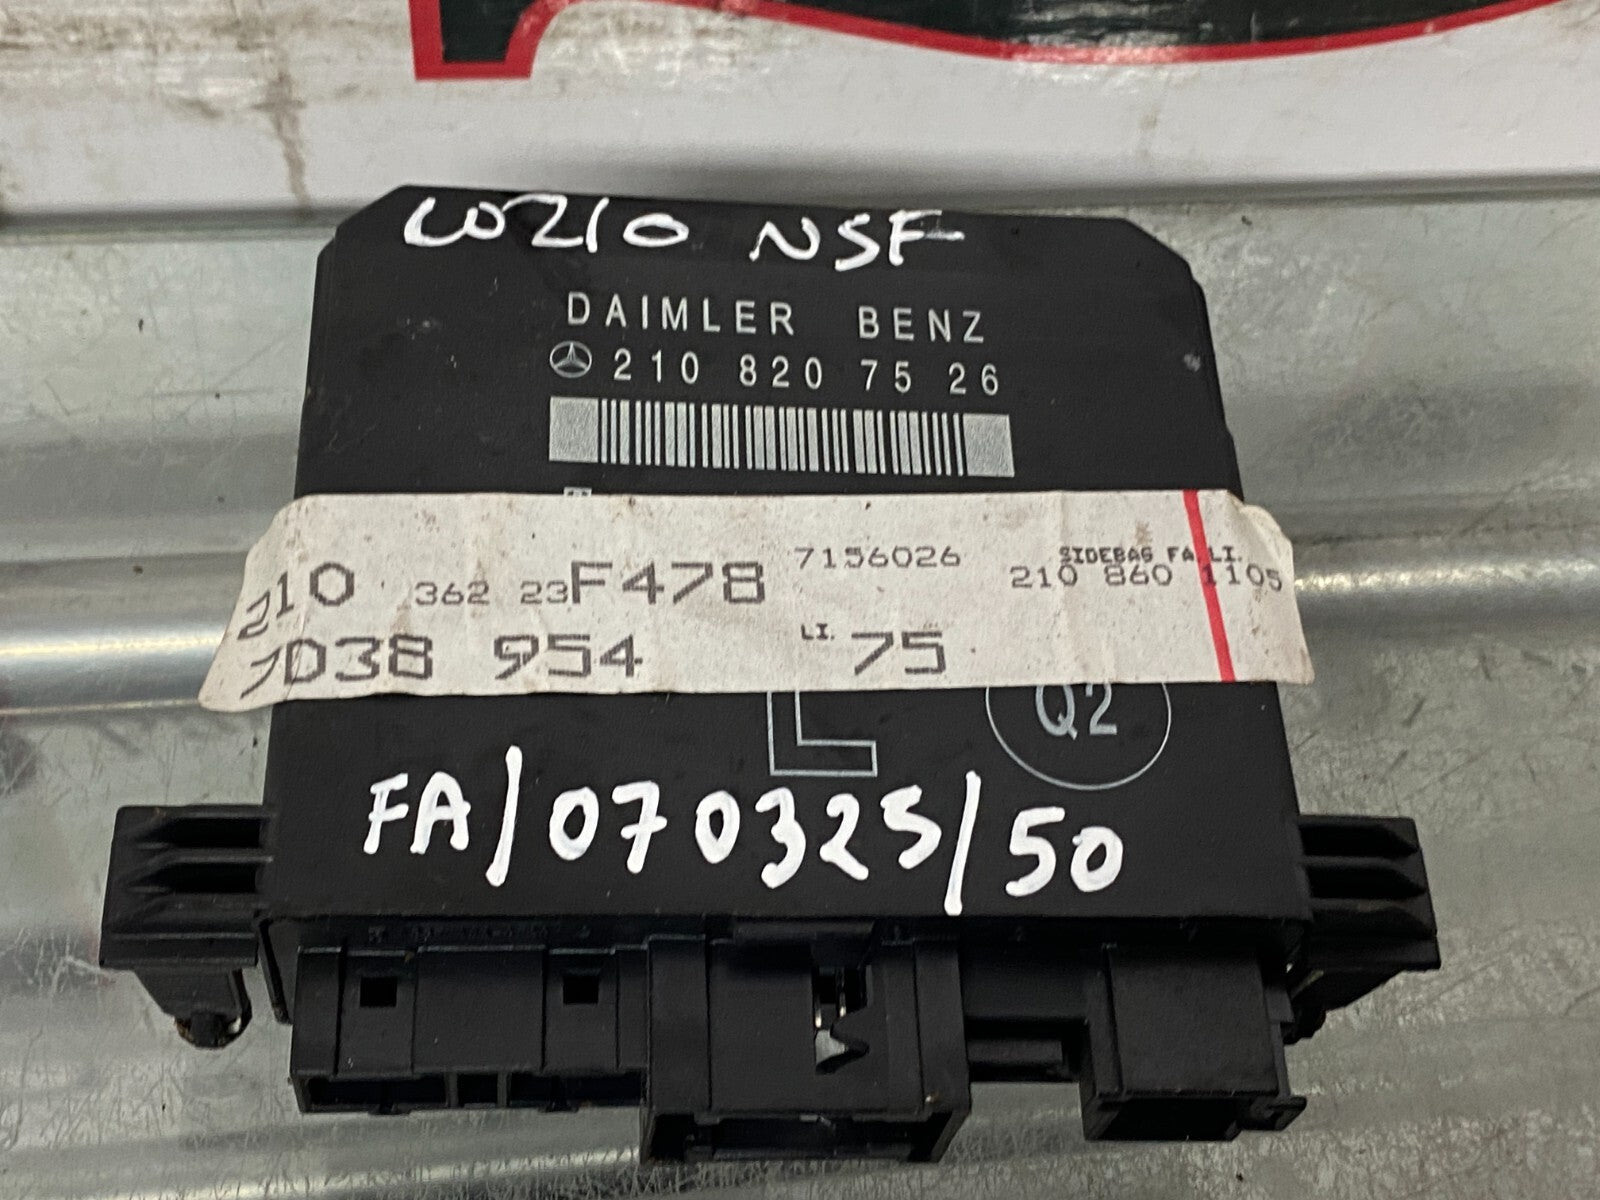 W210 NSF
DAIMLER BENZ
210 820 75 26
210 362 23F478 7156026 SIDEBAG FA.LI.
210 860 1105
7D38 954 LI. 75
L Q2
FA/070325/50